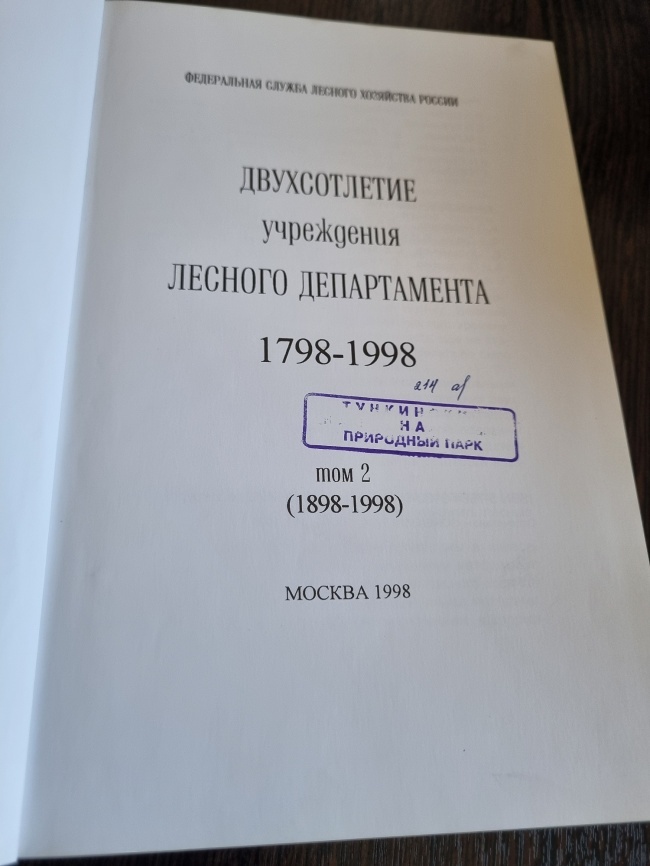 ФЕДЕРАЛЬНАЯ СЛУЖБА ЛЕСНОГО ХОЗЯЙСТВА РОССИИ
ДВУХСОТЛЕТИЕ
учреждения
ЛЕСНОГО ДЕПАРТАМЕНТА
1798-1998
НА
ПРИРОДНЫЙ ПАРК
том 2
(1898-1998)
МОСКВА 1998